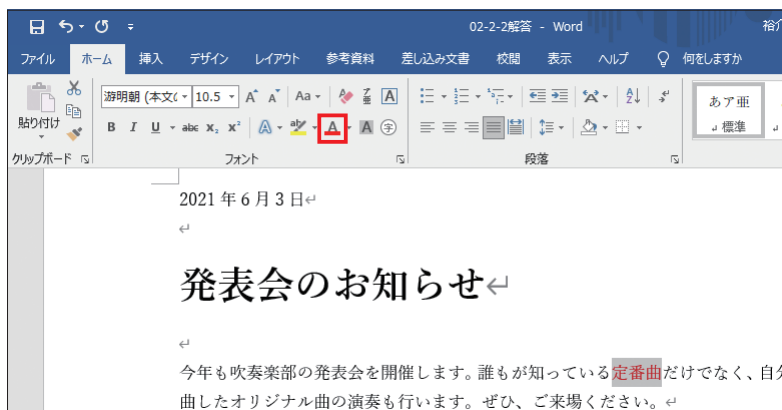 02-2-2解答 - Word
ファイル ホーム 挿入 デザイン レイアウト 参考資料 差し込み文書 校閲 表示 ヘルプ 何をしますか
游明朝 (本文の 10.5 A A Aa A
貼り付け B I U abc x₂ x² A A A 字
あア亜
↲標準
クリップボード フォント 段落
2021 年 6 月 3 日↵
↵
発表会のお知らせ↵
↵
今年も吹奏楽部の発表会を開催します。誰もが知っている定番曲だけでなく、自分
曲したオリジナル曲の演奏も行います。ぜひ、ご来場ください。↵